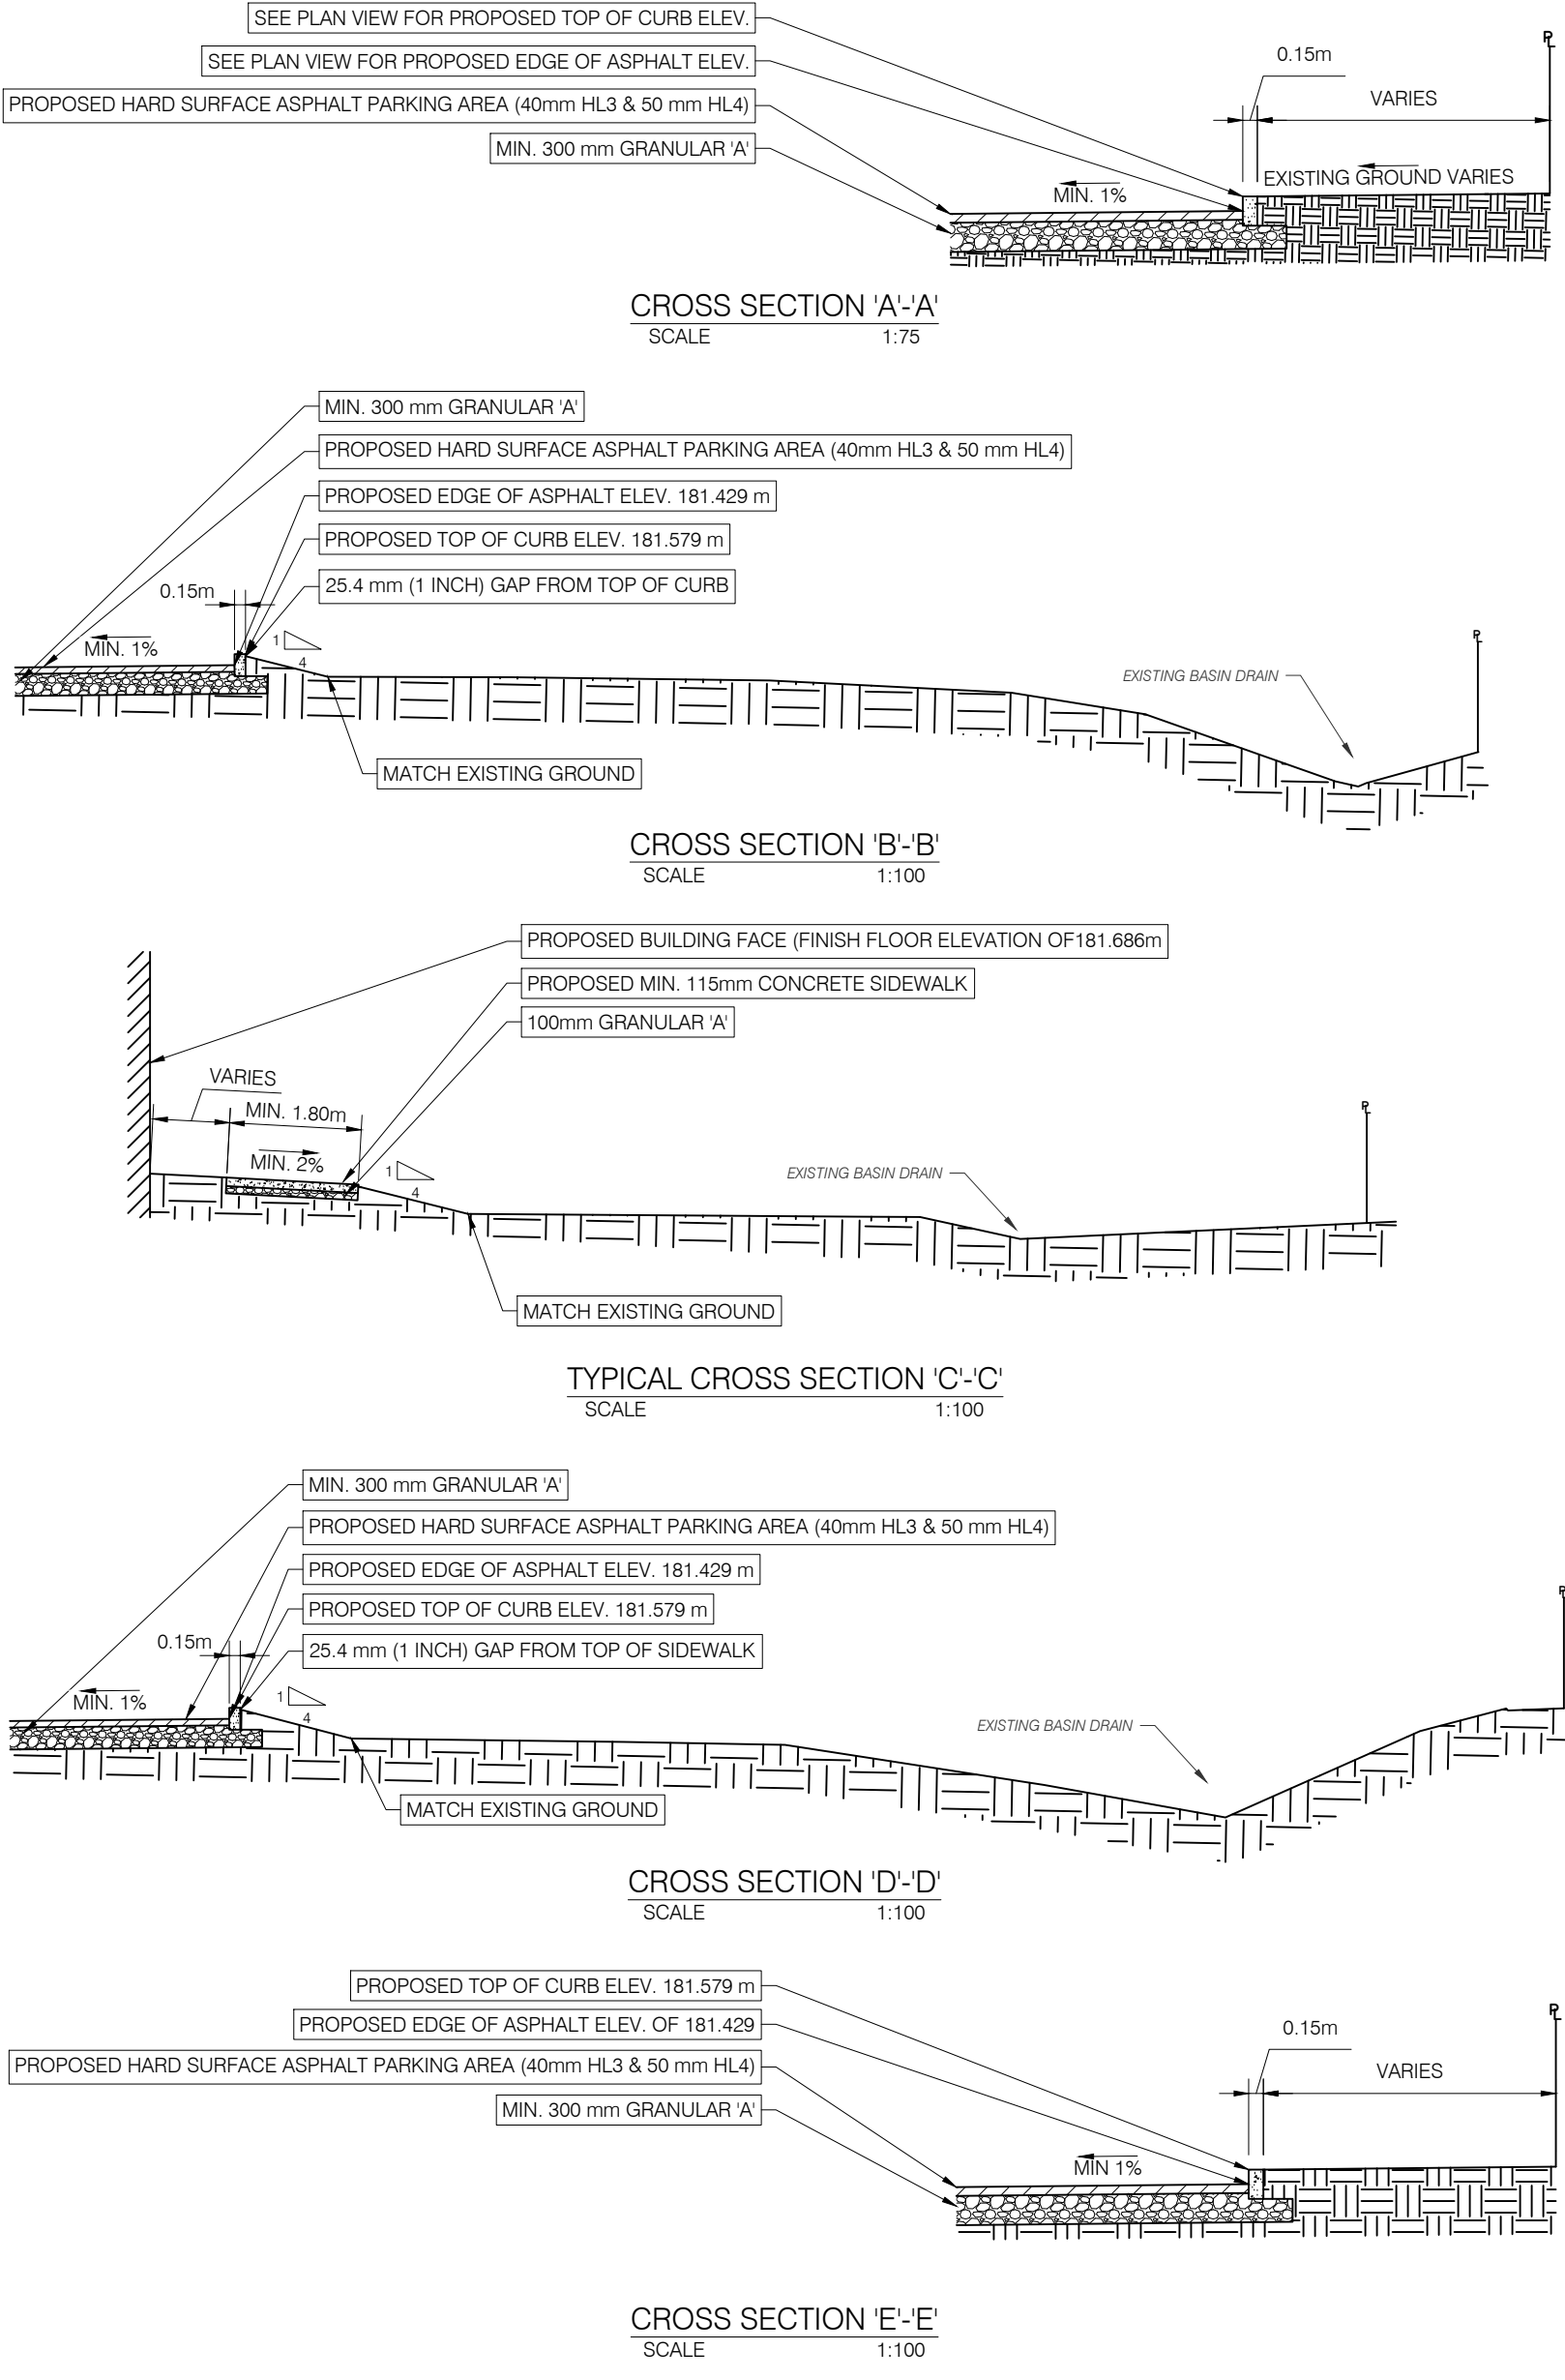 SEE PLAN VIEW FOR PROPOSED TOP OF CURB ELEV.
SEE PLAN VIEW FOR PROPOSED EDGE OF ASPHALT ELEV.
PROPOSED HARD SURFACE ASPHALT PARKING AREA (40mm HL3 & 50 mm HL4)
MIN. 300 mm GRANULAR 'A'
0.15m
PL
VARIES
MIN. 1%
EXISTING GROUND VARIES
CROSS SECTION 'A'-'A'
SCALE 1:75
MIN. 300 mm GRANULAR 'A'
PROPOSED HARD SURFACE ASPHALT PARKING AREA (40mm HL3 & 50 mm HL4)
PROPOSED EDGE OF ASPHALT ELEV. 181.429 m
PROPOSED TOP OF CURB ELEV. 181.579 m
25.4 mm (1 INCH) GAP FROM TOP OF CURB
0.15m
MIN. 1%
1
4
PL
EXISTING BASIN DRAIN
MATCH EXISTING GROUND
CROSS SECTION 'B'-'B'
SCALE 1:100
PROPOSED BUILDING FACE (FINISH FLOOR ELEVATION OF181.686m
PROPOSED MIN. 115mm CONCRETE SIDEWALK
100mm GRANULAR 'A'
VARIES
MIN. 1.80m
MIN. 2%
1
4
PL
EXISTING BASIN DRAIN
MATCH EXISTING GROUND
TYPICAL CROSS SECTION 'C'-'C'
SCALE 1:100
MIN. 300 mm GRANULAR 'A'
PROPOSED HARD SURFACE ASPHALT PARKING AREA (40mm HL3 & 50 mm HL4)
PROPOSED EDGE OF ASPHALT ELEV. 181.429 m
PROPOSED TOP OF CURB ELEV. 181.579 m
25.4 mm (1 INCH) GAP FROM TOP OF SIDEWALK
0.15m
MIN. 1%
1
4
PL
EXISTING BASIN DRAIN
MATCH EXISTING GROUND
CROSS SECTION 'D'-'D'
SCALE 1:100
PROPOSED TOP OF CURB ELEV. 181.579 m
PROPOSED EDGE OF ASPHALT ELEV. OF 181.429
PROPOSED HARD SURFACE ASPHALT PARKING AREA (40mm HL3 & 50 mm HL4)
MIN. 300 mm GRANULAR 'A'
0.15m
PL
VARIES
MIN 1%
CROSS SECTION 'E'-'E'
SCALE 1:100